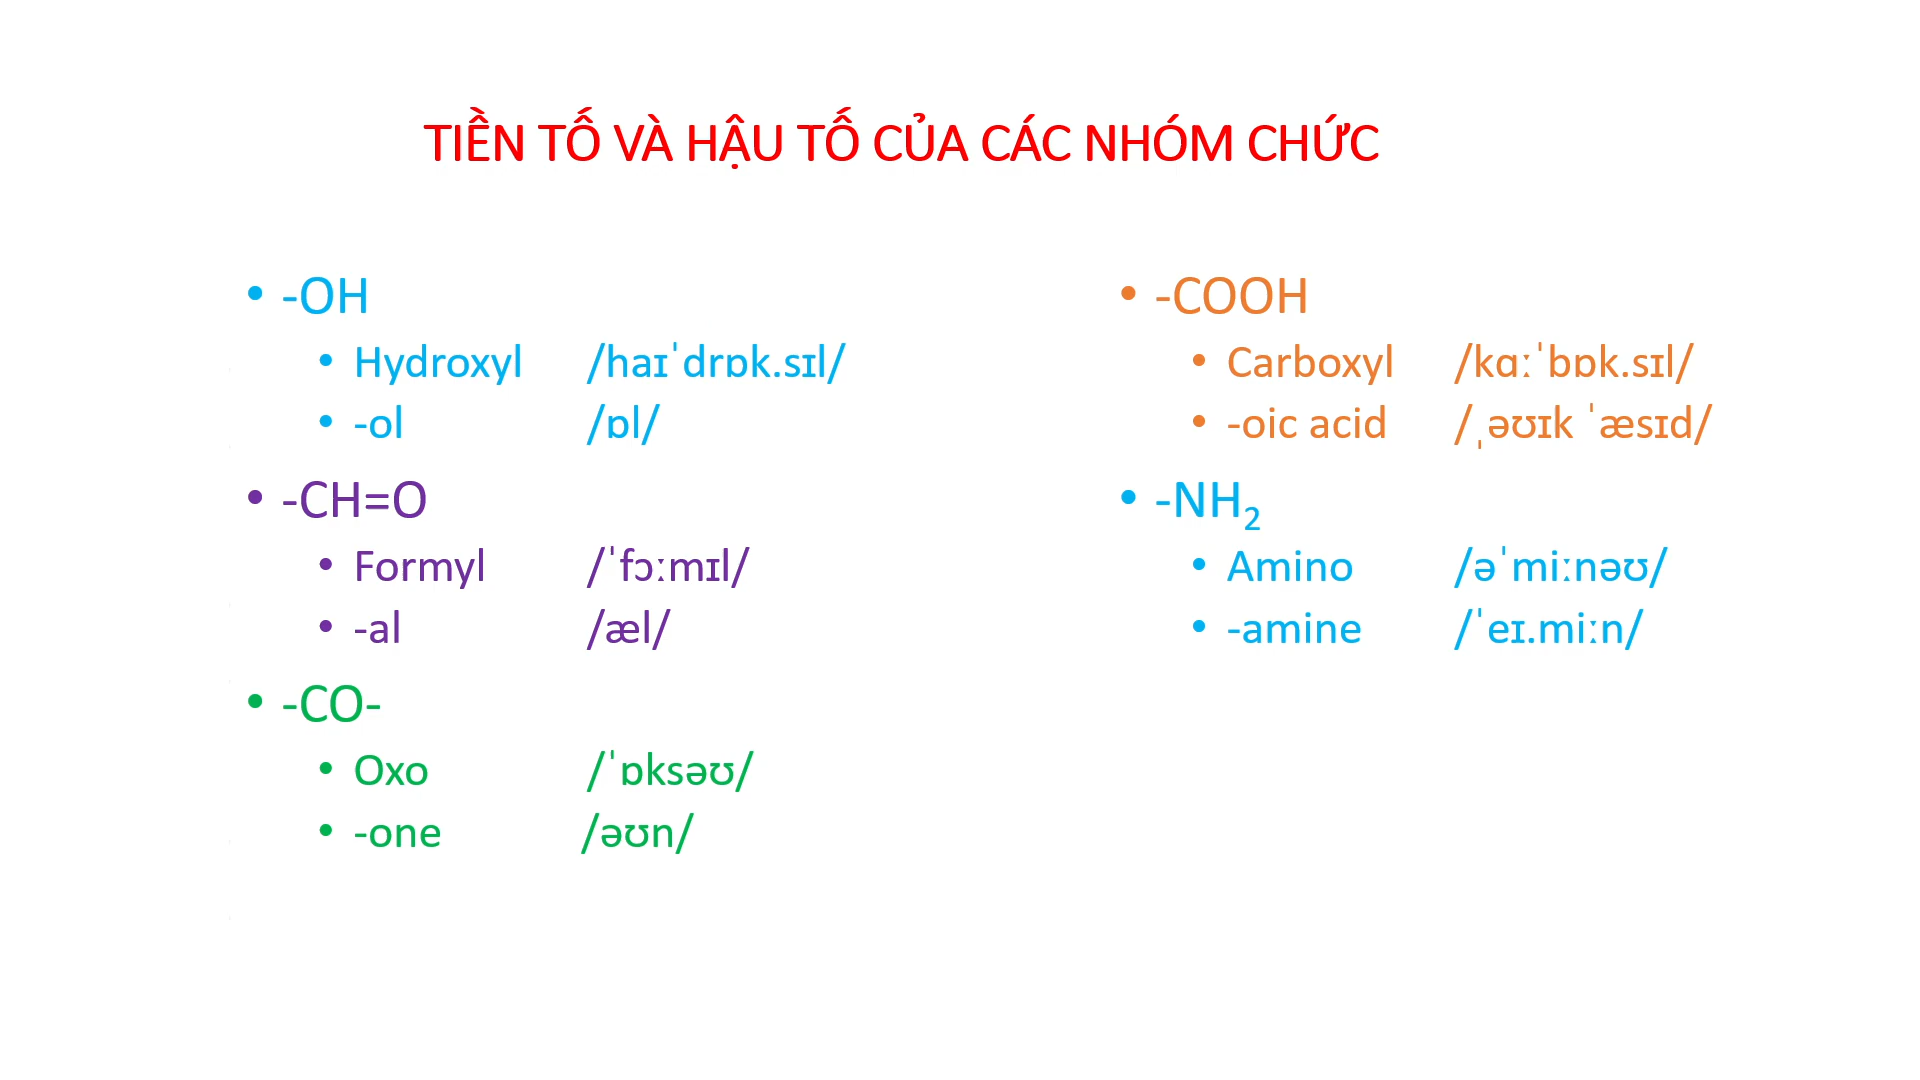 TIỀN TỐ VÀ HẬU TỐ CỦA CÁC NHÓM CHỨC
• -OH
• Hydroxyl /haɪˈdrɒk.sɪl/
• -ol /ɒl/
• -CH=O
• Formyl /ˈfɔːmɪl/
• -al /æl/
• -CO-
• Oxo /ˈɒksəʊ/
• -one /əʊn/
• -COOH
• Carboxyl /kɑːˈbɒk.sɪl/
• -oic acid /ˌəʊɪk ˈæsɪd/
• -NH₂
• Amino /əˈmiːnəʊ/
• -amine /ˈeɪ.miːn/